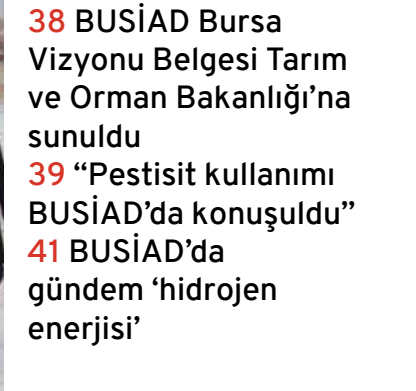 38 BUSİAD Bursa
Vizyonu Belgesi Tarım
ve Orman Bakanlığı’na
sunuldu
39 “Pestisit kullanımı
BUSİAD’da konuşuldu”
41 BUSİAD’da
gündem ‘hidrojen
enerjisi’